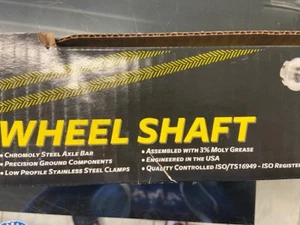 WHEEL SHAFT
• CHROMOLY STEEL AXLE BAR
• PRECISION GROUND COMPONENTS
• LOW PROFILE STAINLESS STEEL CLAMPS
• ASSEMBLED WITH 3% MOLY GREASE
• ENGINEERED IN THE USA
• QUALITY CONTROLLED ISO/TS16949 - ISO REGISTER